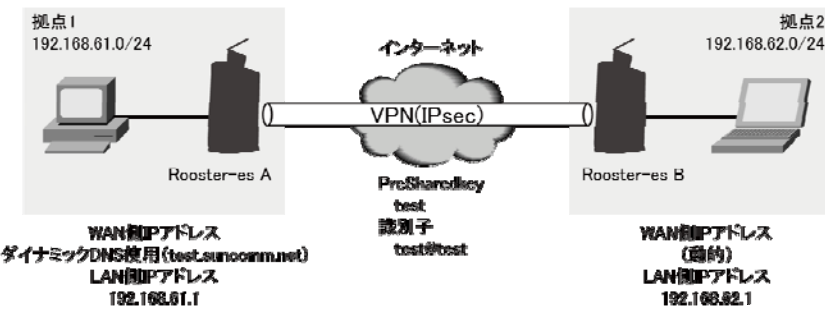 拠点1
192.168.61.0/24
拠点2
192.168.62.0/24
インターネット
VPN(IPsec)
Rooster-es A
Rooster-es B
PreSharedkey
test
識別子
test@test
WAN側IPアドレス
ダイナミックDNS使用(test.suncomm.net)
LAN側IPアドレス
192.168.61.1
WAN側IPアドレス
(動的)
LAN側IPアドレス
192.168.62.1